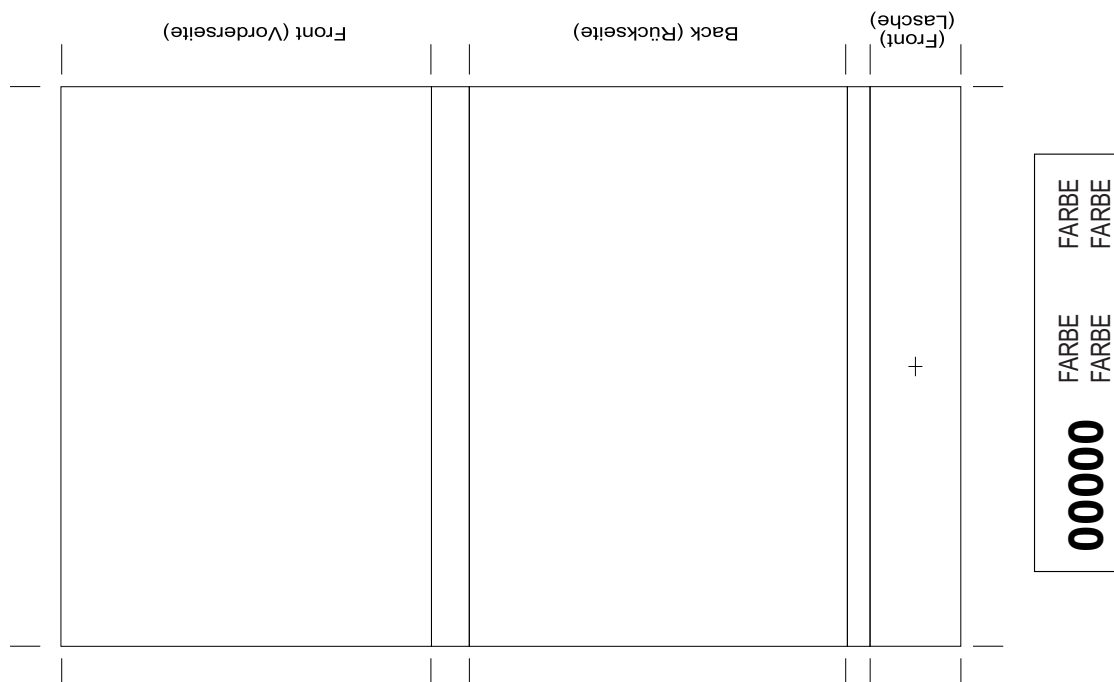 Front (Vorderseite)
Back (Rückseite)
(Front)
(Lasche)
00000
FARBE FARBE
FARBE FARBE